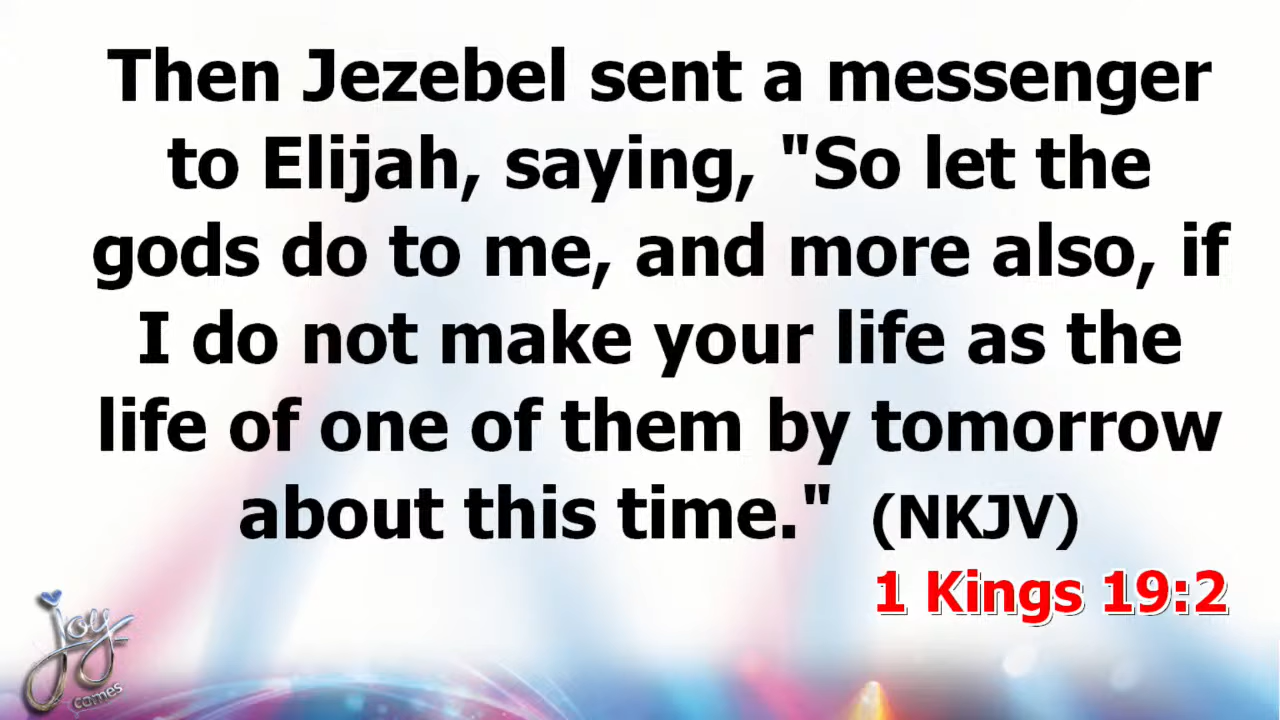 Then Jezebel sent a messenger
to Elijah, saying, "So let the
gods do to me, and more also, if
I do not make your life as the
life of one of them by tomorrow
about this time." (NKJV)
1 Kings 19:2
joy
comes